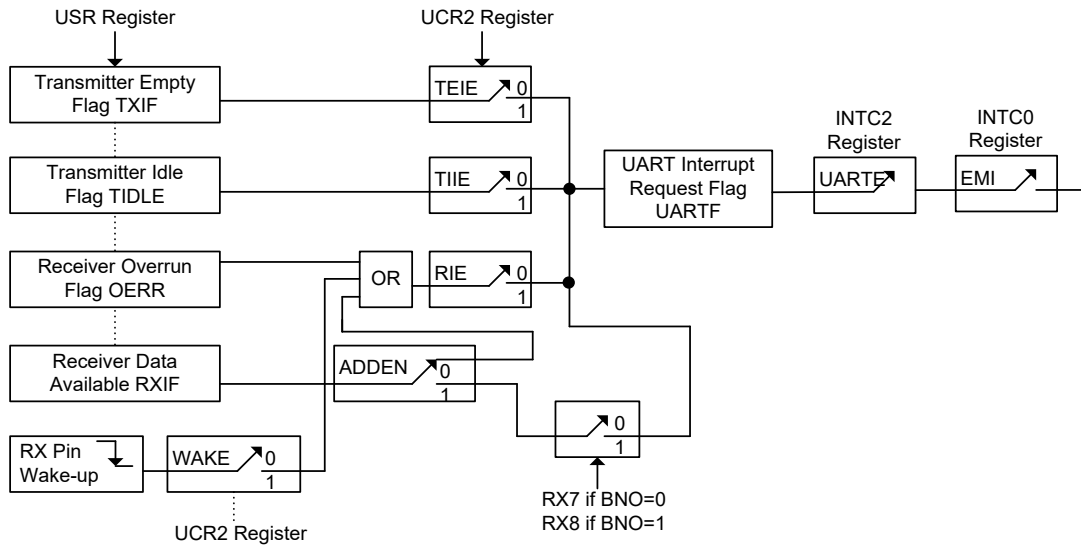 USR Register
UCR2 Register
Transmitter Empty
Flag TXIF
TEIE
0
1
INTC2
Register
INTC0
Register
Transmitter Idle
Flag TIDLE
TIIE
0
1
UART Interrupt
Request Flag
UARTF
UARTE
EMI
Receiver Overrun
Flag OERR
OR
RIE
0
1
Receiver Data
Available RXIF
ADDEN
0
1
0
1
RX Pin
Wake-up
WAKE
0
1
RX7 if BNO=0
RX8 if BNO=1
UCR2 Register